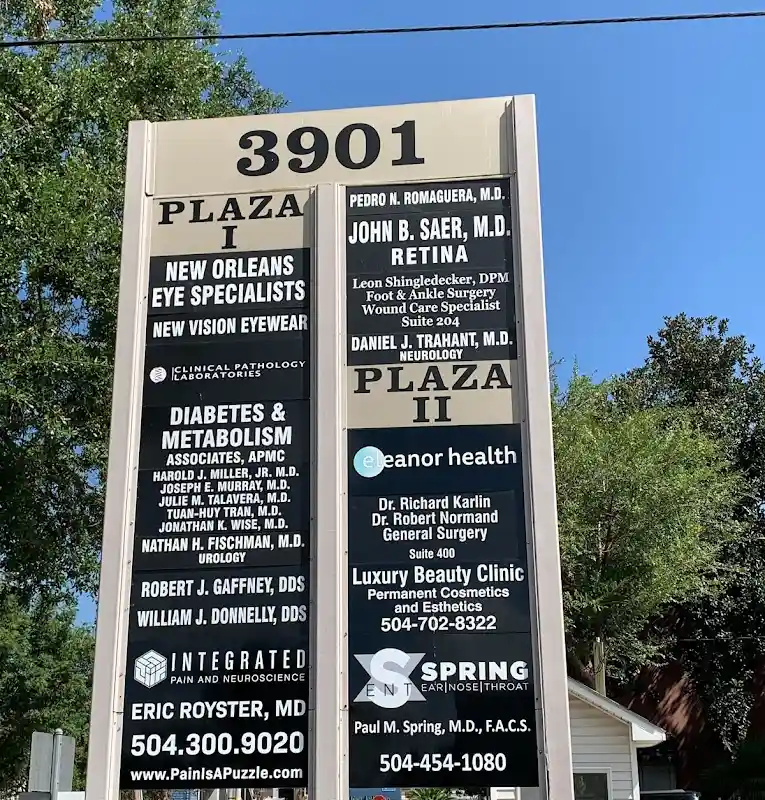 3901
PLAZA
I
NEW ORLEANS
EYE SPECIALISTS
NEW VISION EYEWEAR
CLINICAL PATHOLOGY
LABORATORIES
DIABETES &
METABOLISM
ASSOCIATES, APMC
HAROLD J. MILLER, JR. M.D.
JOSEPH E. MURRAY, M.D.
JULIE M. TALAVERA, M.D.
TUAN-HUY TRAN, M.D.
JONATHAN K. WISE, M.D.
NATHAN H. FISCHMAN, M.D.
UROLOGY
ROBERT J. GAFFNEY, DDS
WILLIAM J. DONNELLY, DDS
INTEGRATED
PAIN AND NEUROSCIENCE
ERIC ROYSTER, MD
504.300.9020
www.PainIsAPuzzle.com
PEDRO N. ROMAGUERA, M.D.
JOHN B. SAER, M.D.
RETINA
Leon Shingledecker, DPM
Foot & Ankle Surgery
Wound Care Specialist
Suite 204
DANIEL J. TRAHANT, M.D.
NEUROLOGY
PLAZA
II
eleanor health
Dr. Richard Karlin
Dr. Robert Normand
General Surgery
Suite 400
Luxury Beauty Clinic
Permanent Cosmetics
and Esthetics
504-702-8322
S ENT
SPRING
EAR|NOSE|THROAT
Paul M. Spring, M.D., F.A.C.S.
504-454-1080